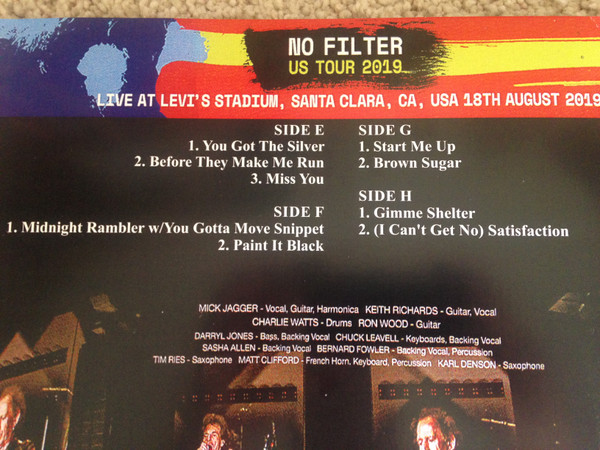 NO FILTER
US TOUR 2019
LIVE AT LEVI'S STADIUM, SANTA CLARA, CA, USA 18TH AUGUST 2019
SIDE E
1. You Got The Silver
2. Before They Make Me Run
3. Miss You
SIDE F
1. Midnight Rambler w/You Gotta Move Snippet
2. Paint It Black
SIDE G
1. Start Me Up
2. Brown Sugar
SIDE H
1. Gimme Shelter
2. (I Can't Get No) Satisfaction
MICK JAGGER - Vocal, Guitar, Harmonica KEITH RICHARDS - Guitar, Vocal
CHARLIE WATTS - Drums RON WOOD - Guitar
DARRYL JONES - Bass, Backing Vocal CHUCK LEAVELL - Keyboards, Backing Vocal
SASHA ALLEN - Backing Vocal BERNARD FOWLER - Backing Vocal, Percussion
TIM RIES - Saxophone MATT CLIFFORD - French Horn, Keyboard, Percussion KARL DENSON - Saxophone